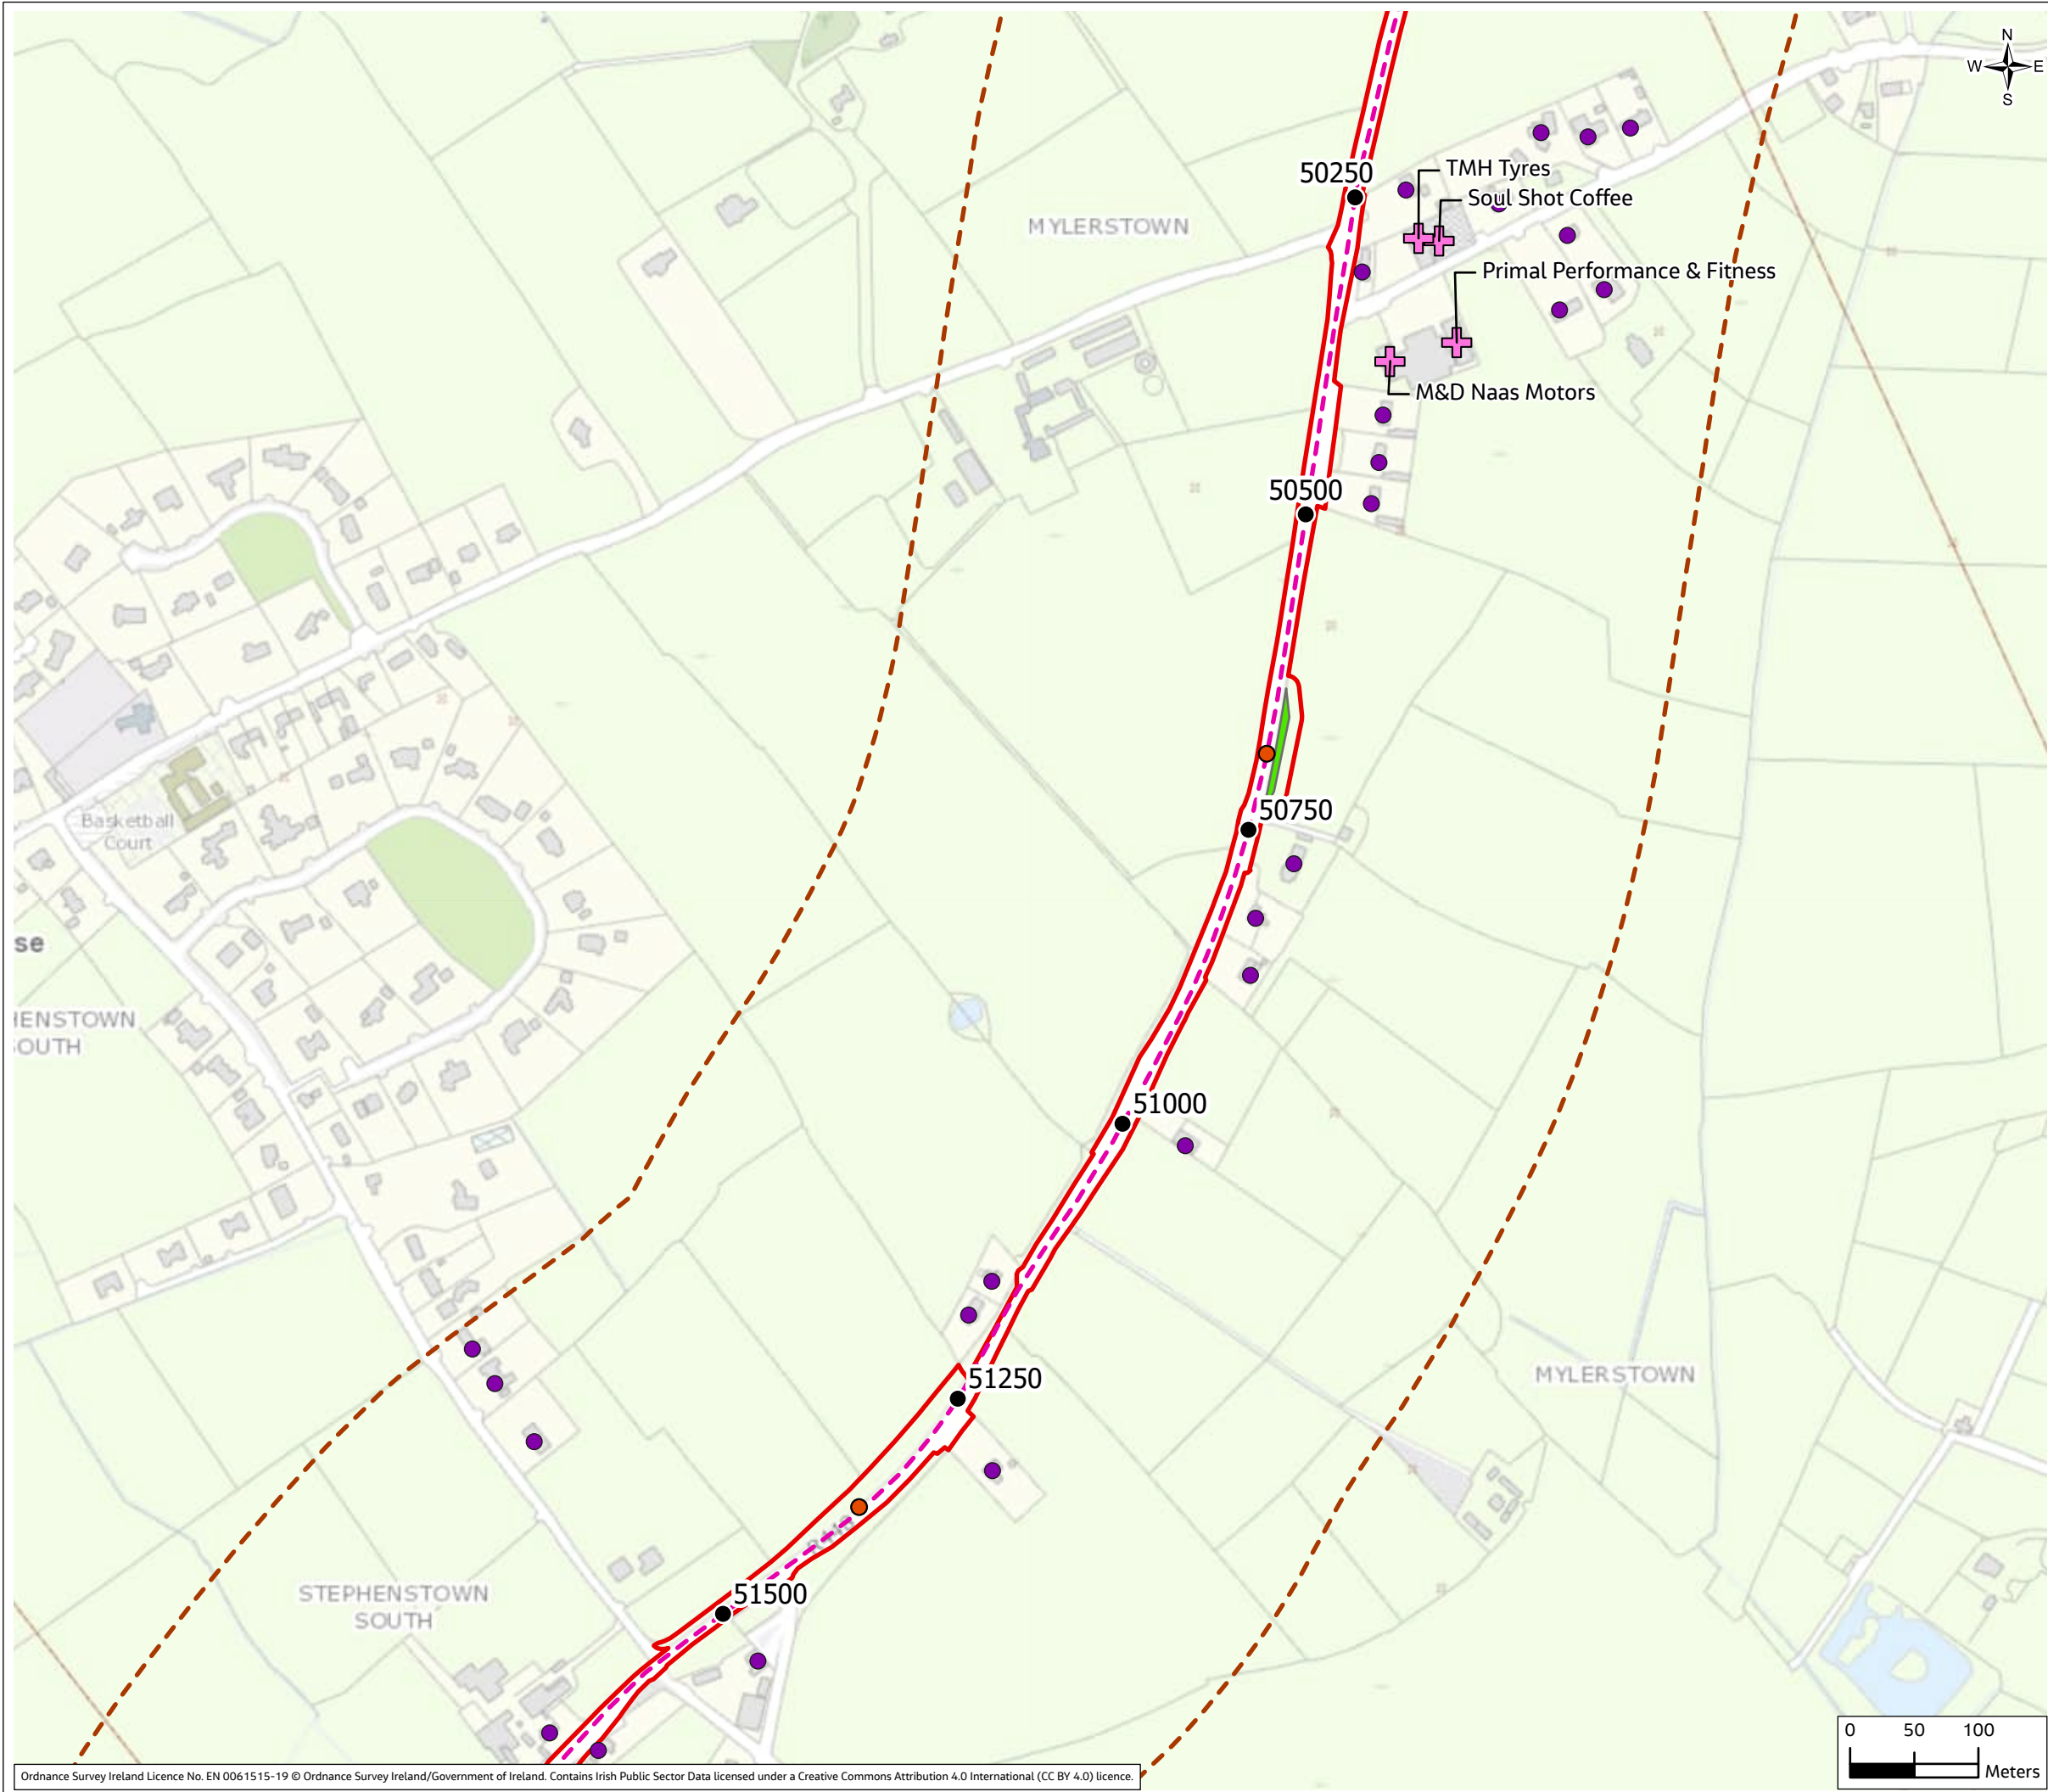 N
W E
S
50250
TMH Tyres
Soul Shot Coffee
MYLERSTOWN
Primal Performance & Fitness
M&D Naas Motors
50500
50750
Basketball
Court
se
HENSTOWN
SOUTH
51000
MYLERSTOWN
51250
STEPHENSTOWN
SOUTH
51500
0 50 100
Meters
Ordnance Survey Ireland Licence No. EN 0061515-19 © Ordnance Survey Ireland/Government of Ireland. Contains Irish Public Sector Data licensed under a Creative Commons Attribution 4.0 International (CC BY 4.0) licence.